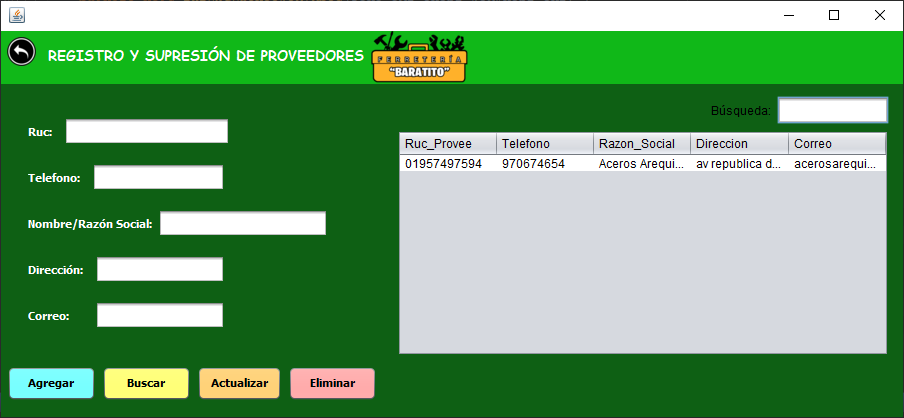 REGISTRO Y SUPRESIÓN DE PROVEEDORES
FERRETERÍA
"BARATITO"
Búsqueda:
Ruc:
Telefono:
Nombre/Razón Social:
Dirección:
Correo:
Ruc_Provee Telefono Razon_Social Direccion Correo
01957497594 970674654 Aceros Arequi... av republica d... acerosarequi...
Agregar Buscar Actualizar Eliminar